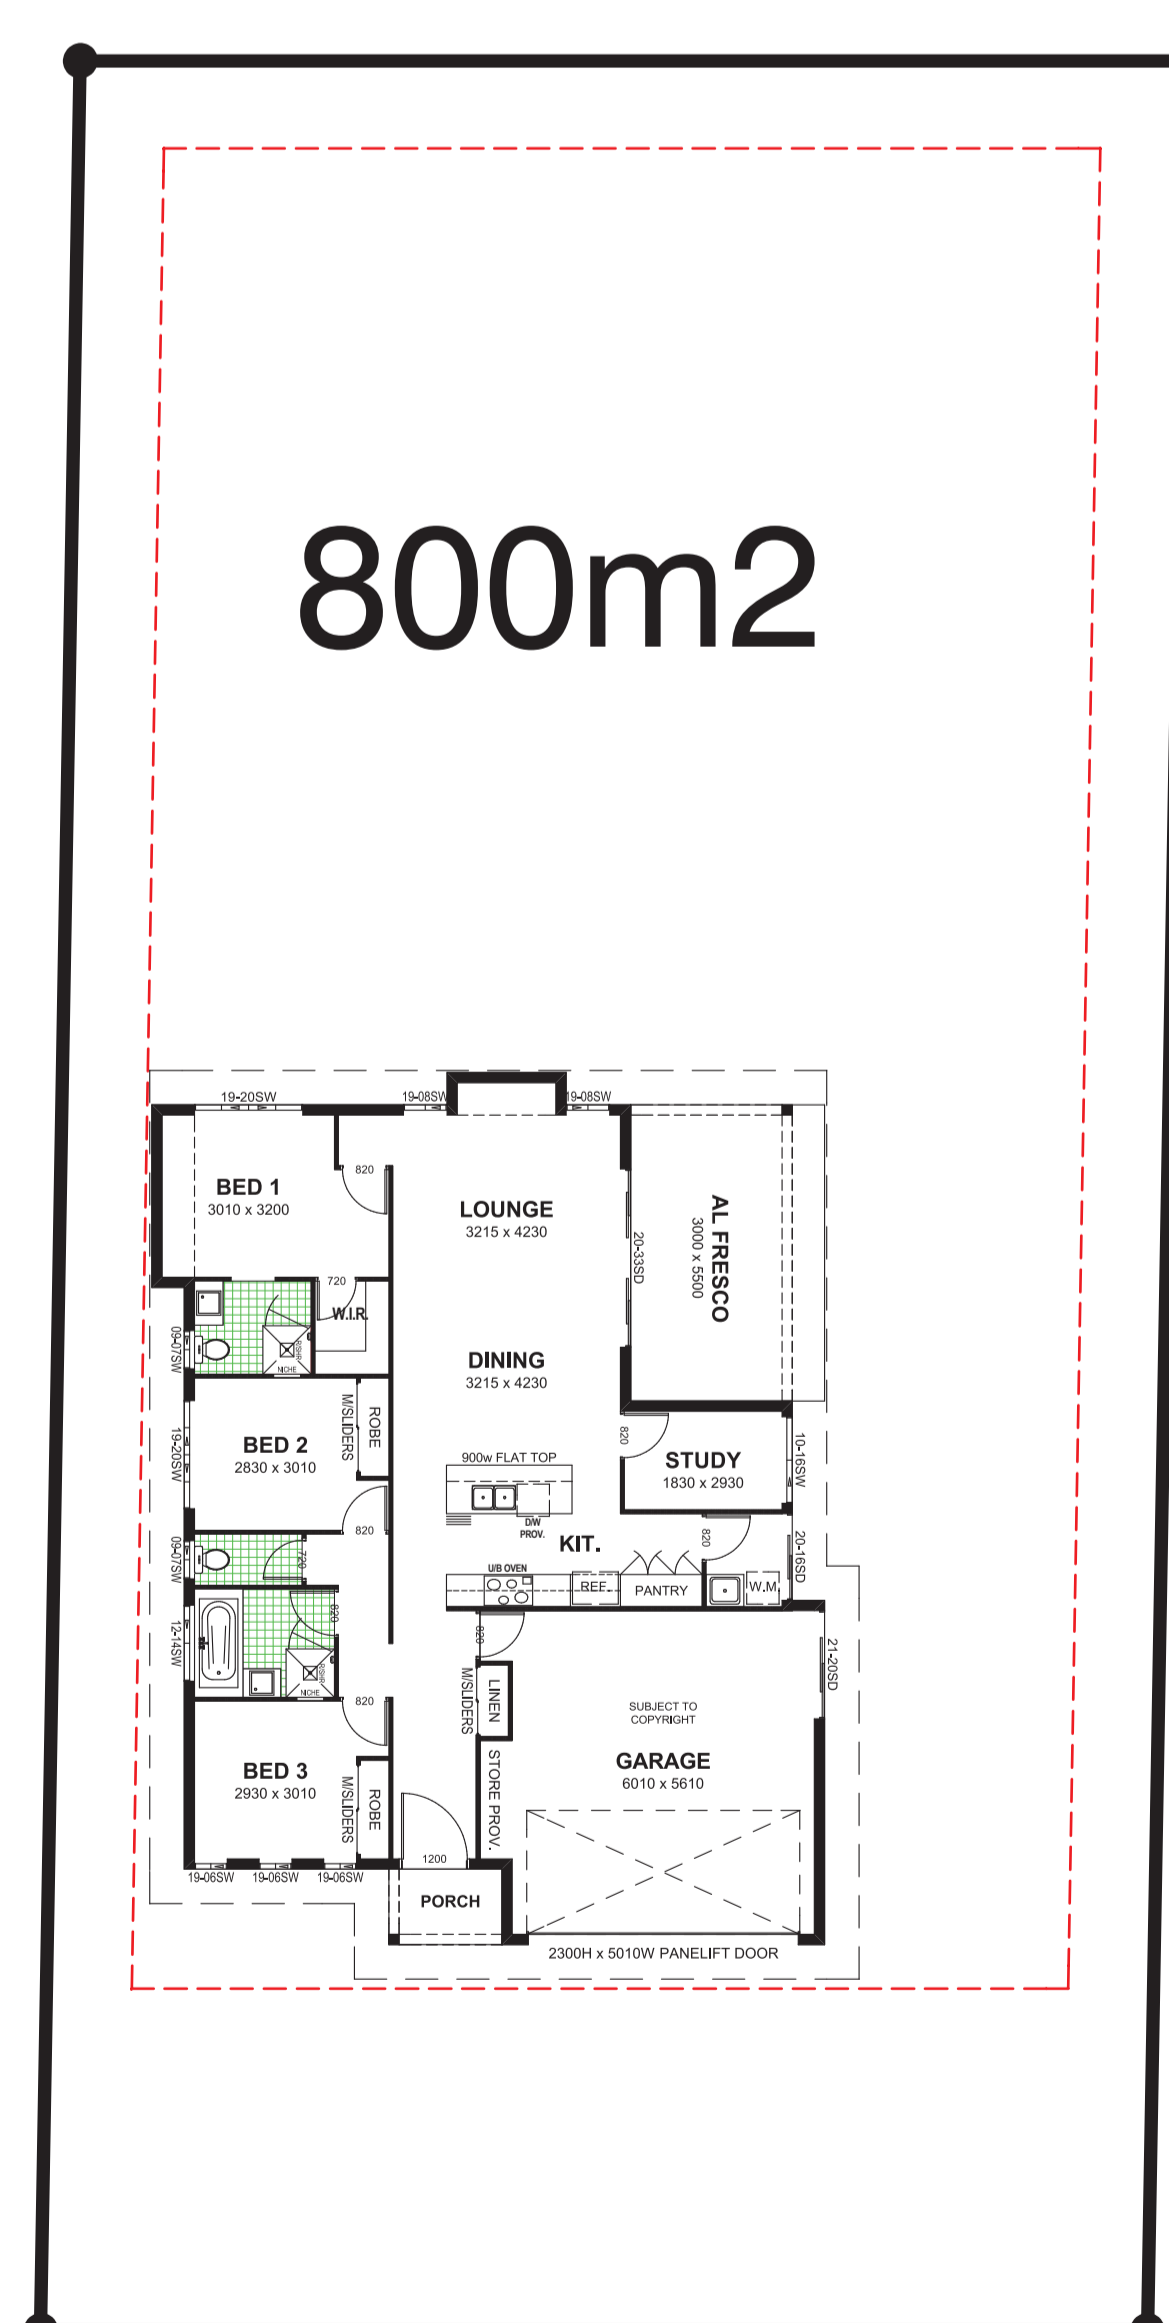 800m2
19-20SW
19-08SW
19-08SW
820
BED 1
3010 x 3200
LOUNGE
3215 x 4230
AL FRESCO
3000 x 5500
20-33SD
720
W.I.R.
09-07SW
R/SHR
NICHE
DINING
3215 x 4230
M/SLIDERS
ROBE
19-20SW
BED 2
2830 x 3010
820
900w FLAT TOP
820
STUDY
1830 x 2930
10-16SW
D/W
PROV.
KIT.
820
20-16SD
09-07SW
720
U/B OVEN
REF.
PANTRY
W.M
12-14SW
820
R/SHR
NICHE
820
820
M/SLIDERS
LINEN
21-20SD
SUBJECT TO
COPYRIGHT
BED 3
2930 x 3010
M/SLIDERS
ROBE
STORE PROV.
GARAGE
6010 x 5610
1200
19-06SW
19-06SW
19-06SW
PORCH
2300H x 5010W PANELIFT DOOR